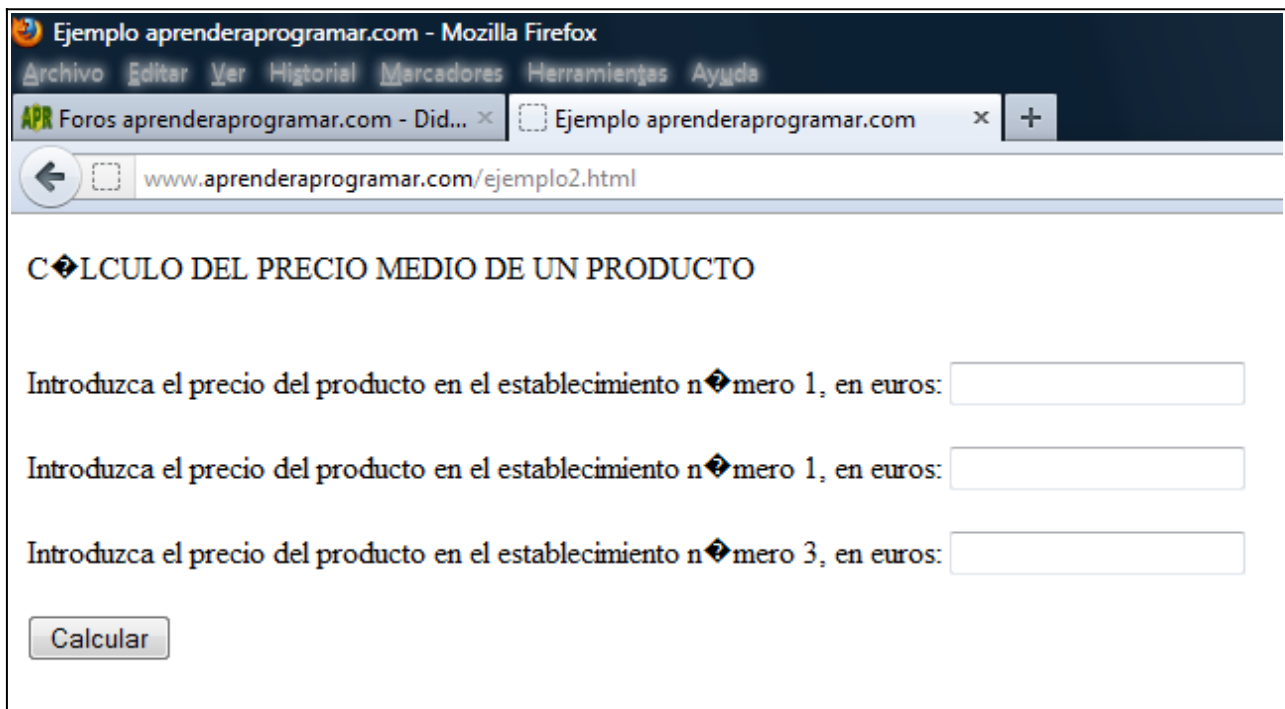 Ejemplo aprenderaprogramar.com - Mozilla Firefox
Archivo Editar Ver Historial Marcadores Herramientas Ayuda
APR Foros aprenderaprogramar.com - Did... × Ejemplo aprenderaprogramar.com × +
www.aprenderaprogramar.com/ejemplo2.html
C�LCULO DEL PRECIO MEDIO DE UN PRODUCTO
Introduzca el precio del producto en el establecimiento n�mero 1, en euros:
Introduzca el precio del producto en el establecimiento n�mero 1, en euros:
Introduzca el precio del producto en el establecimiento n�mero 3, en euros:
Calcular